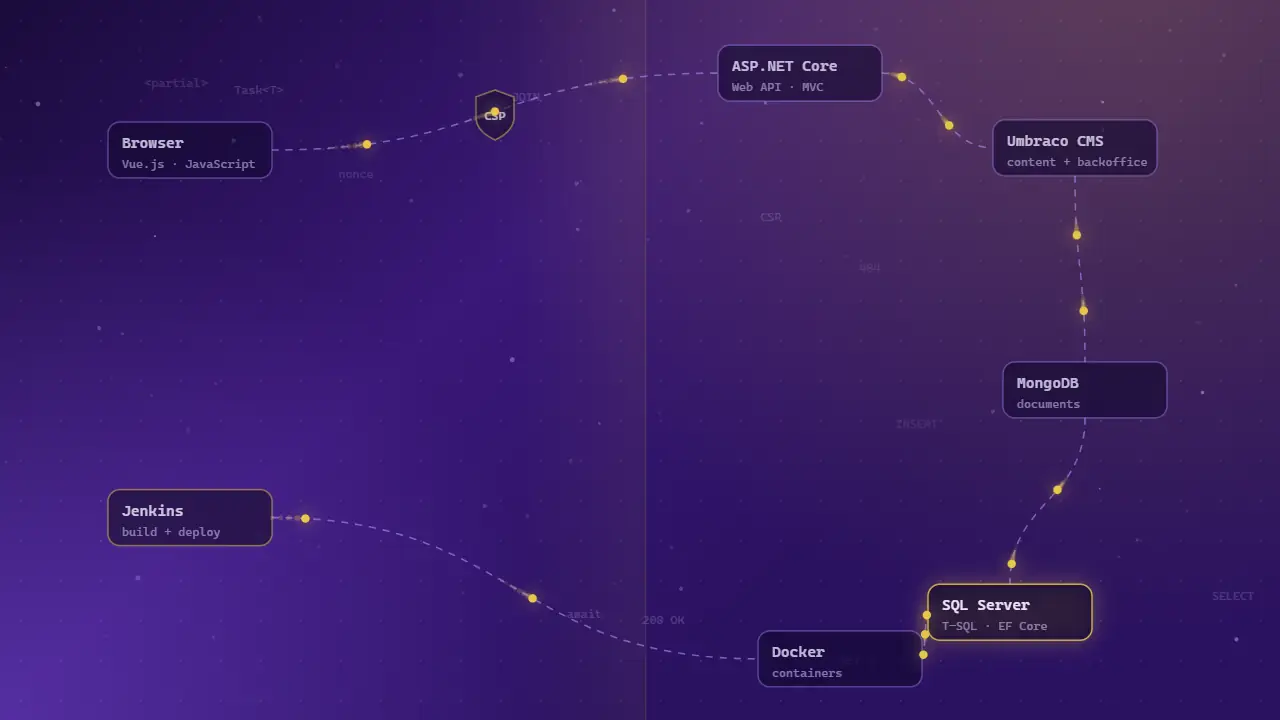 ASP.NET Core
Web API · MVC
<partial>
Task<T>
CSP
Browser
Vue.js · JavaScript
Umbraco CMS
content + backoffice
nonce
CSR
MongoDB
documents
INSERT
Jenkins
build + deploy
SELECT
SQL Server
T-SQL · EF Core
await
200 OK
Docker
containers